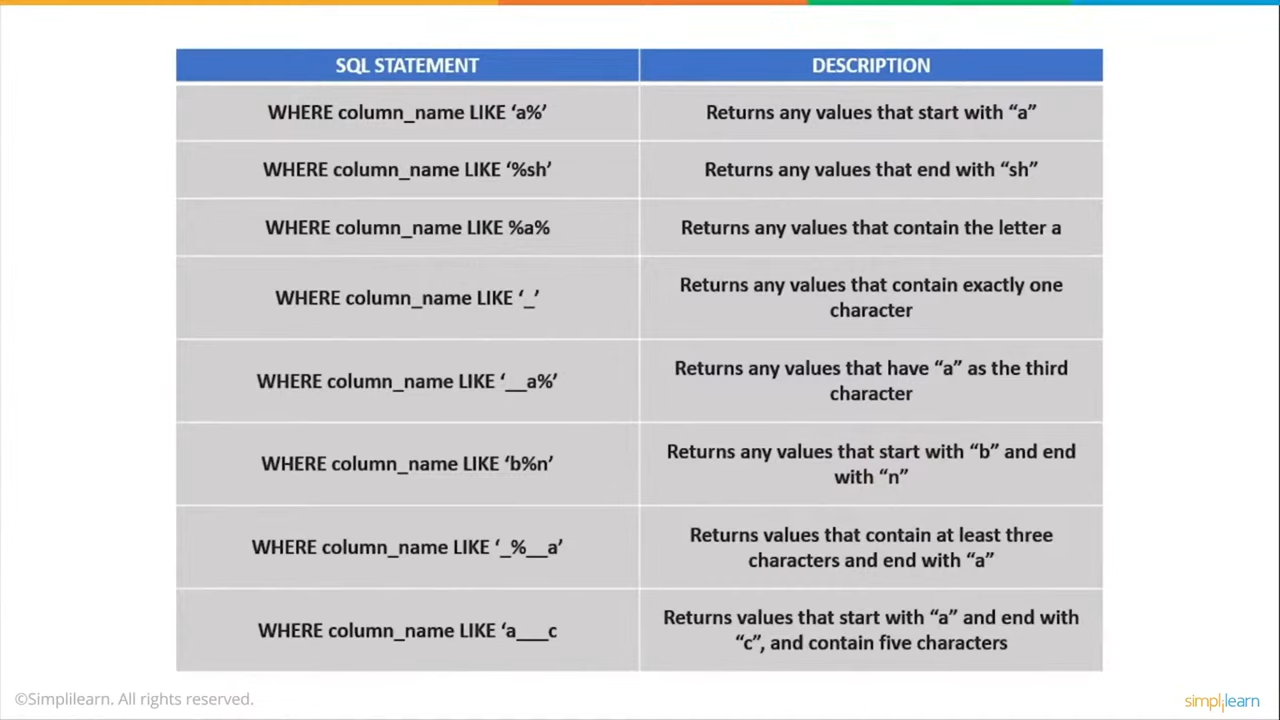 SQL STATEMENT
DESCRIPTION
WHERE column_name LIKE ‘a%’
Returns any values that start with “a”
WHERE column_name LIKE ‘%sh’
Returns any values that end with “sh”
WHERE column_name LIKE %a%
Returns any values that contain the letter a
WHERE column_name LIKE ‘_’
Returns any values that contain exactly one
character
WHERE column_name LIKE ‘__a%’
Returns any values that have “a” as the third
character
WHERE column_name LIKE ‘b%n’
Returns any values that start with “b” and end
with “n”
WHERE column_name LIKE ‘_%__a’
Returns values that contain at least three
characters and end with “a”
WHERE column_name LIKE ‘a___c
Returns values that start with “a” and end with
“c”, and contain five characters
©Simplilearn. All rights reserved.
simplilearn